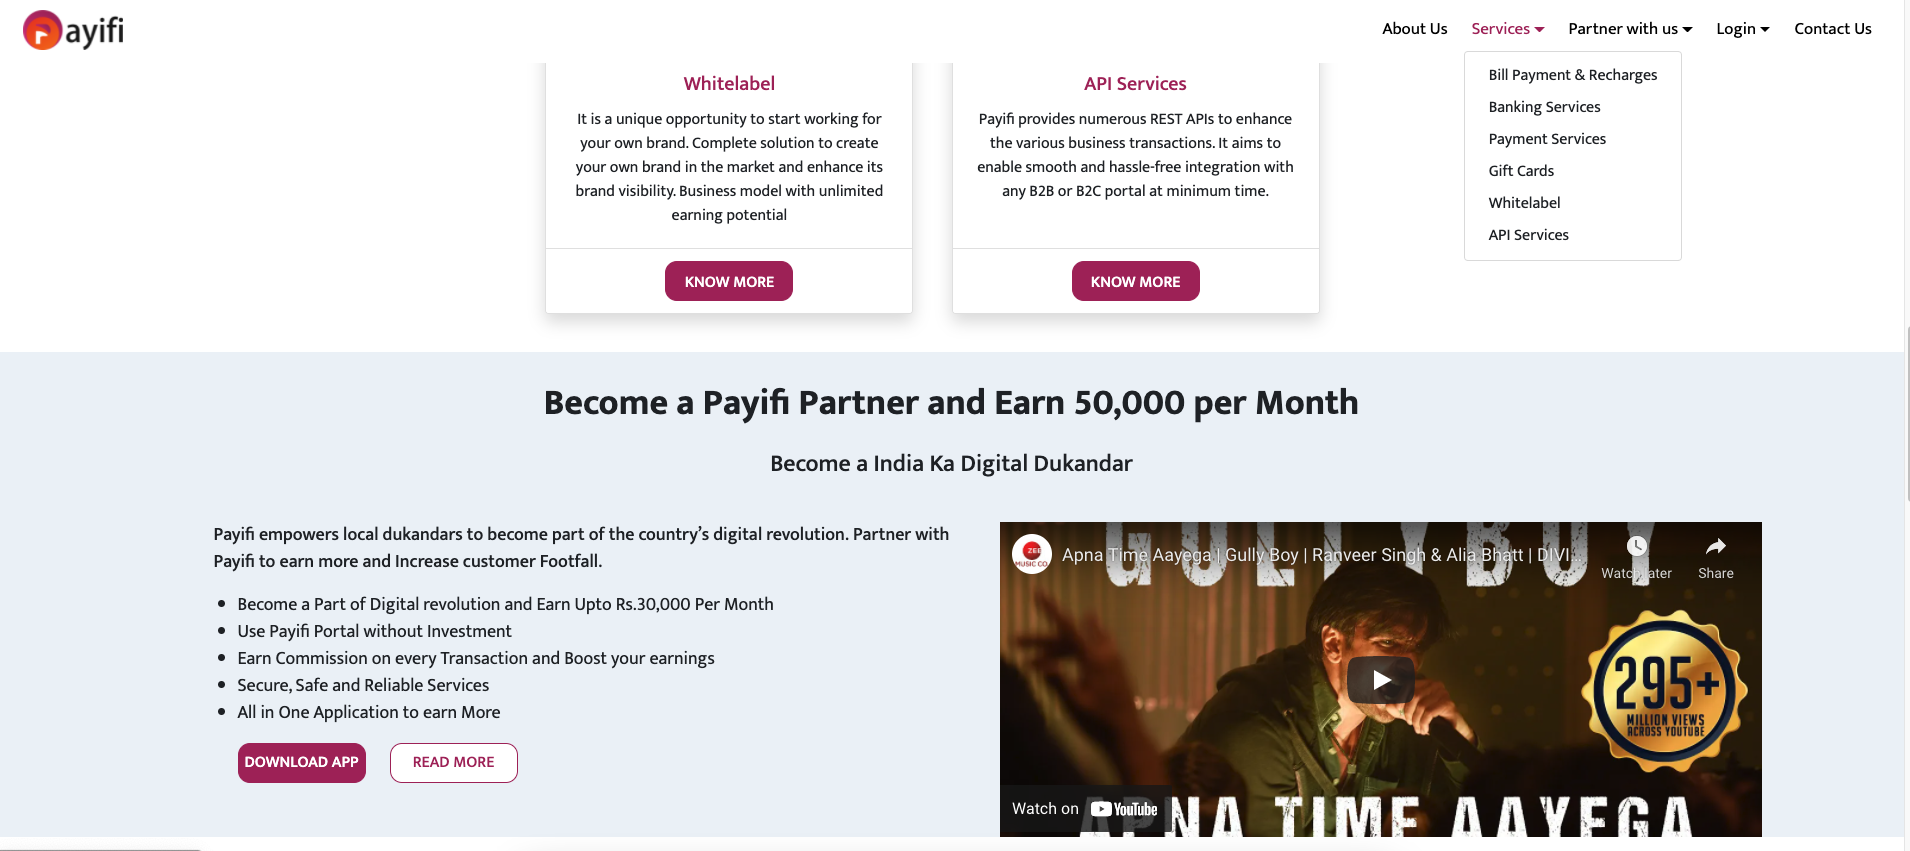 ayifi
About Us
Services
Partner with us
Login
Contact Us
Bill Payment & Recharges
Banking Services
Payment Services
Gift Cards
Whitelabel
API Services
Whitelabel
It is a unique opportunity to start working for
your own brand. Complete solution to create
your own brand in the market and enhance its
brand visibility. Business model with unlimited
earning potential
KNOW MORE
API Services
Payifi provides numerous REST APIs to enhance
the various business transactions. It aims to
enable smooth and hassle-free integration with
any B2B or B2C portal at minimum time.
KNOW MORE
Become a Payifi Partner and Earn 50,000 per Month
Become a India Ka Digital Dukandar
Payifi empowers local dukandars to become part of the country’s digital revolution. Partner with
Payifi to earn more and Increase customer Footfall.
Become a Part of Digital revolution and Earn Upto Rs.30,000 Per Month
Use Payifi Portal without Investment
Earn Commission on every Transaction and Boost your earnings
Secure, Safe and Reliable Services
All in One Application to earn More
DOWNLOAD APP
READ MORE
GULLY BOY
ZEE
MUSIC CO.
Apna Time Aayega | Gully Boy | Ranveer Singh & Alia Bhatt | DIVI...
Watch later
Share
295+
MILLION VIEWS
ACROSS YOUTUBE
Watch on YouTube
APNA TIME AAYEGA